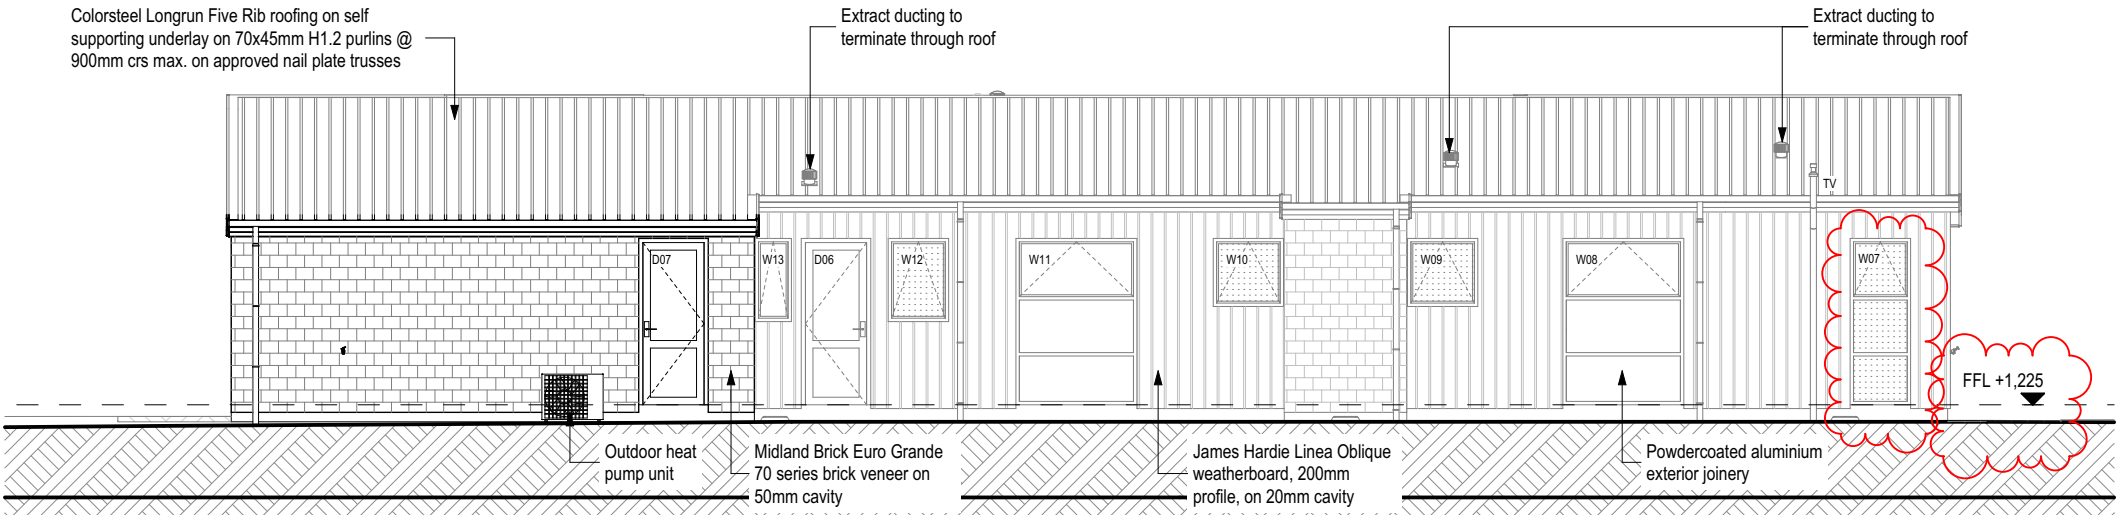 Colorsteel Longrun Five Rib roofing on self
supporting underlay on 70x45mm H1.2 purlins @
900mm crs max. on approved nail plate trusses
Extract ducting to
terminate through roof
Extract ducting to
terminate through roof
TV
D07
W13
D06
W12
W11
W10
W09
W08
W07
FFL +1,225
Outdoor heat
pump unit
Midland Brick Euro Grande
70 series brick veneer on
50mm cavity
James Hardie Linea Oblique
weatherboard, 200mm
profile, on 20mm cavity
Powdercoated aluminium
exterior joinery